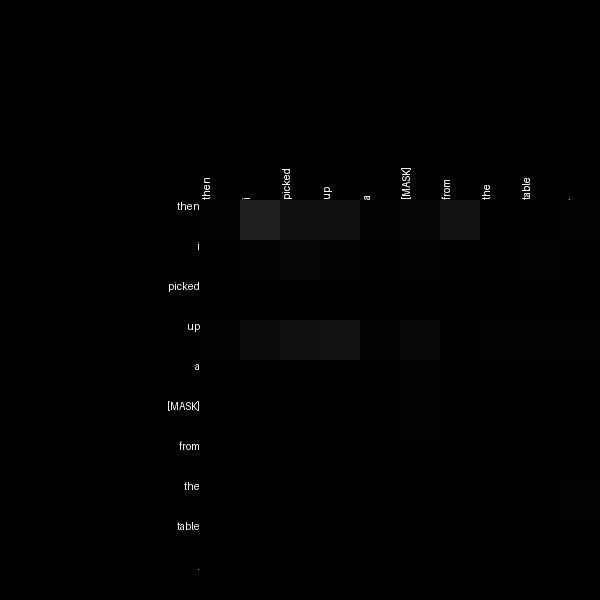 then i picked up a [MASK] from the table .
then
i
picked
up
a
[MASK]
from
the
table
.